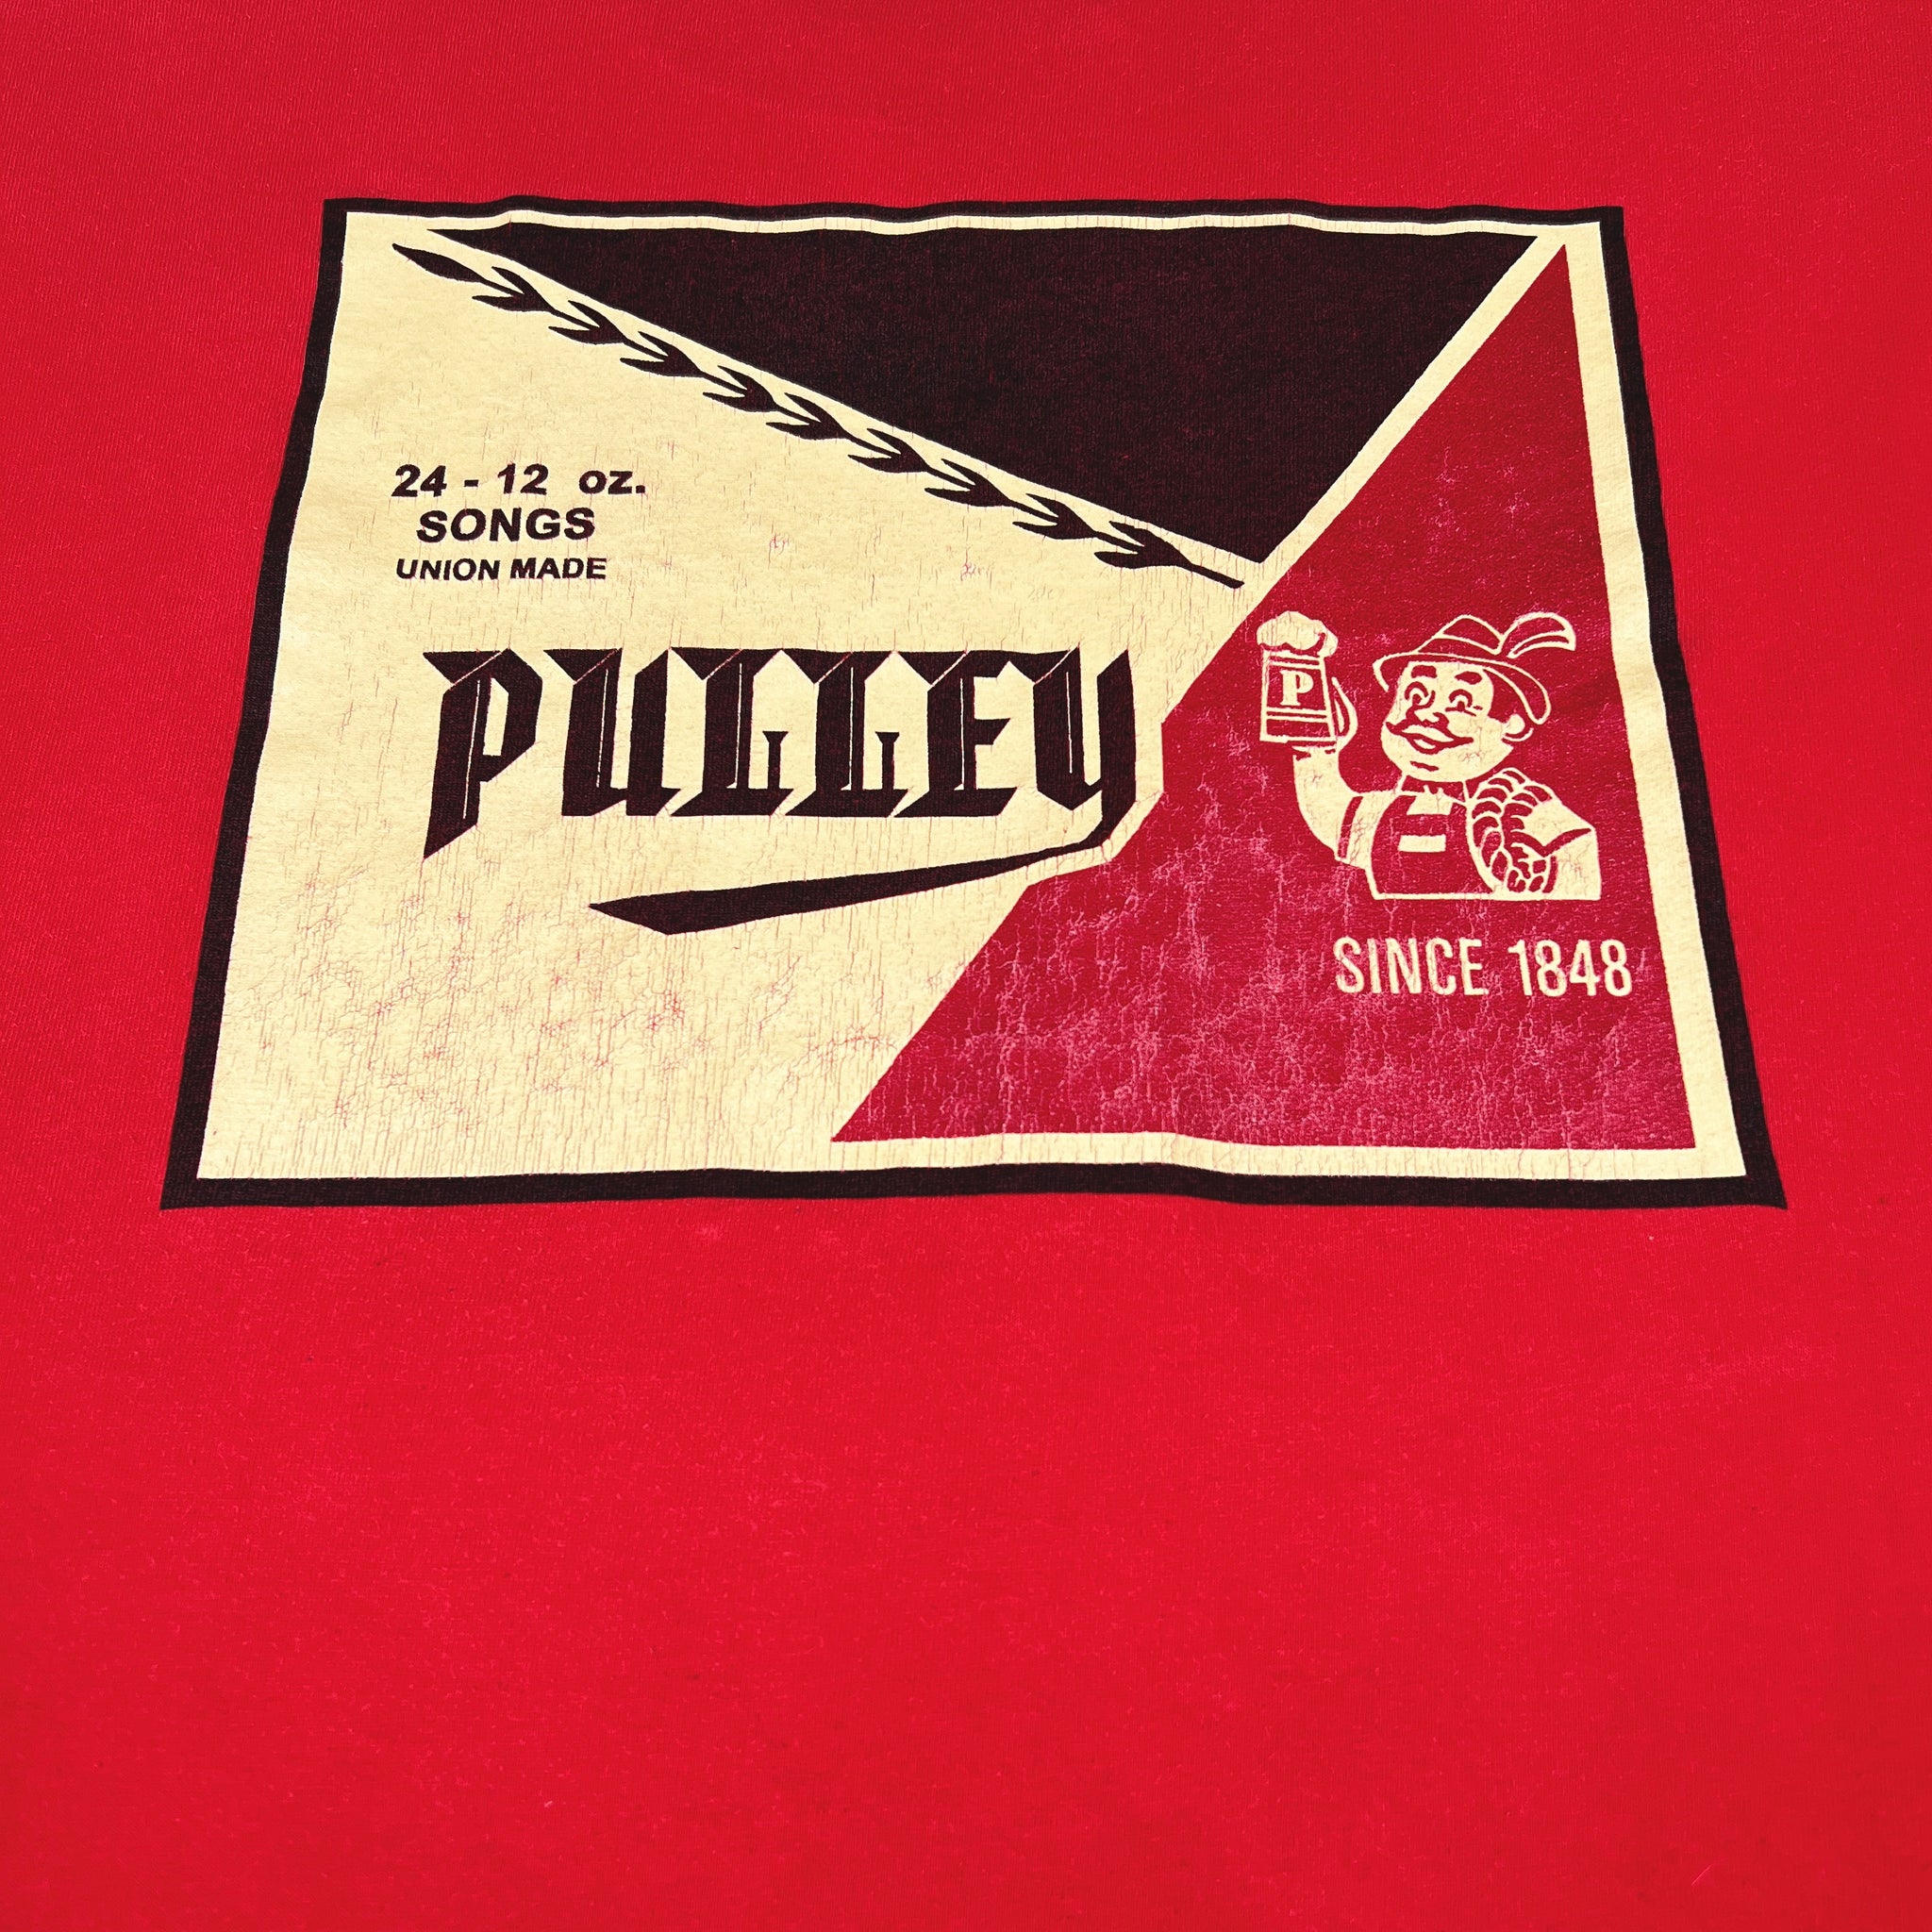 24 - 12 oz.
SONGS
UNION MADE
PULLEY
P
SINCE 1848